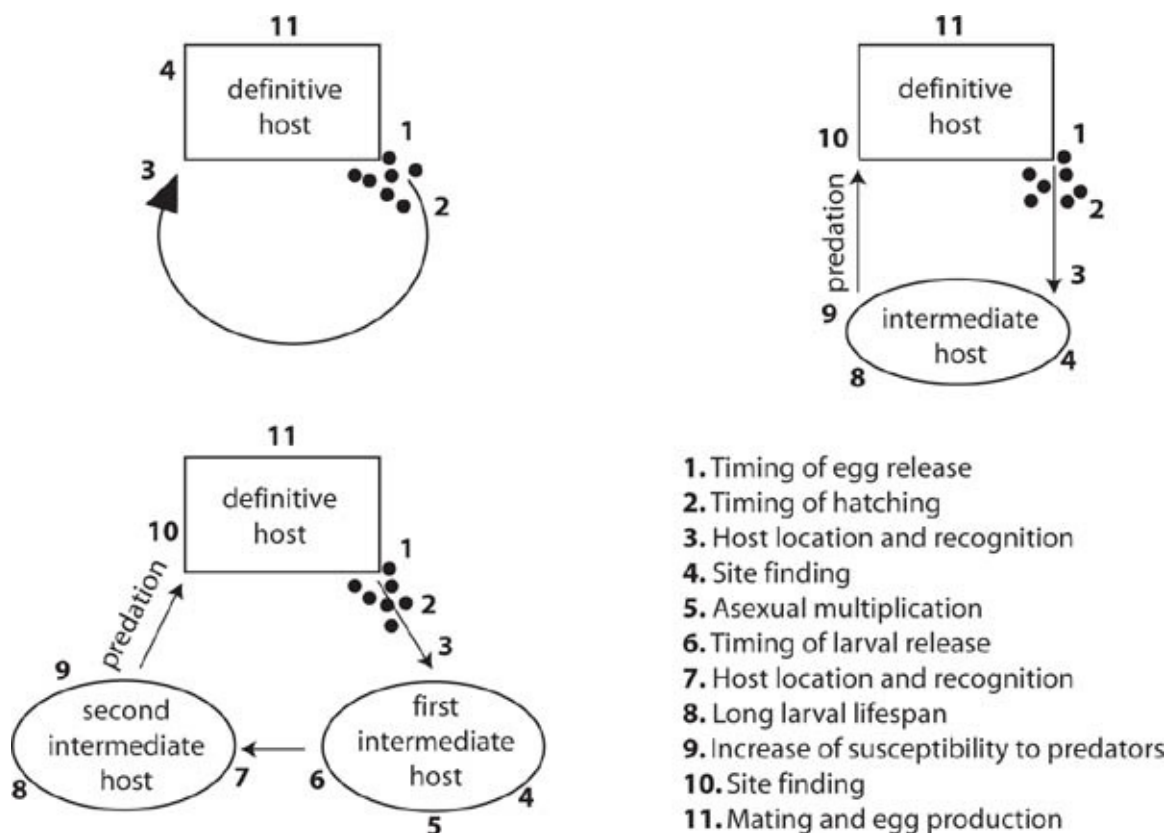 11
4
definitive
host
1
3
2
11
definitive
host
10
1
2
predation
3
9
intermediate
host
4
8
11
definitive
host
10
1
2
predation
3
9
second
intermediate
host
8
7
first
intermediate
host
6
4
5
1. Timing of egg release
2. Timing of hatching
3. Host location and recognition
4. Site finding
5. Asexual multiplication
6. Timing of larval release
7. Host location and recognition
8. Long larval lifespan
9. Increase of susceptibility to predators
10. Site finding
11. Mating and egg production